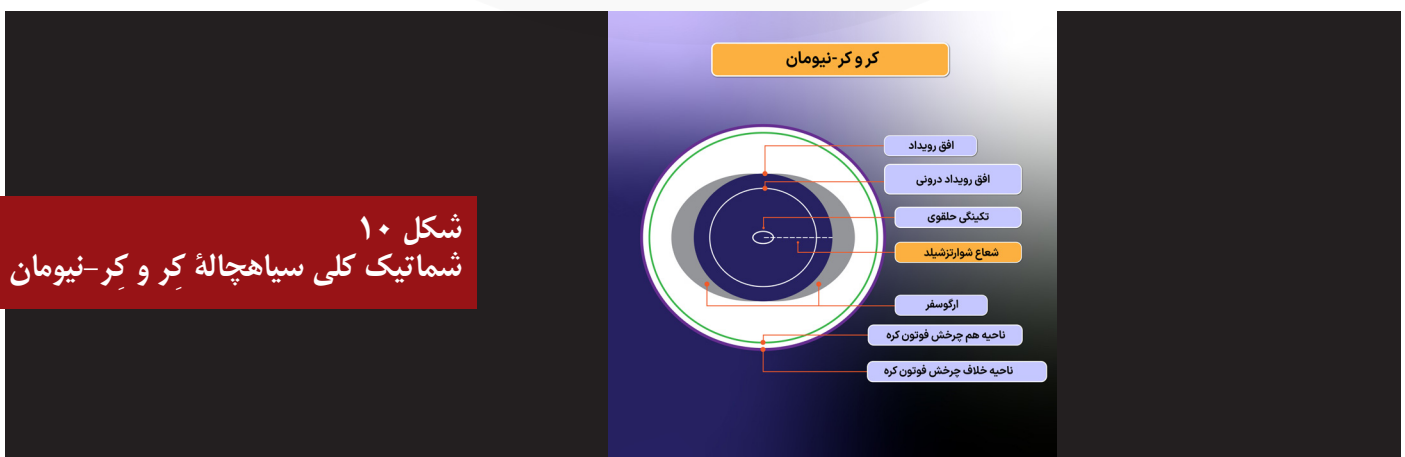 شکل ۱۰
شماتیک کلی سیاهچالهٔ کِر و کِر-نیومان
کر و کر-نیومان
افق رویداد
افق رویداد درونی
تکینگی حلقوی
شعاع شوارتزشیلد
ارگوسفر
ناحیه هم چرخش فوتون کره
ناحیه خلاف چرخش فوتون کره